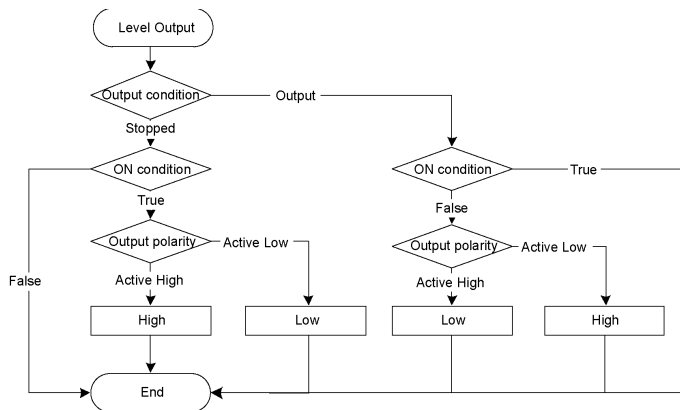 Level Output
Output condition
Output
Stopped
ON condition
ON condition
True
True
False
Output polarity
Active Low
Output polarity
Active Low
False
Active High
Active High
High
Low
Low
High
End